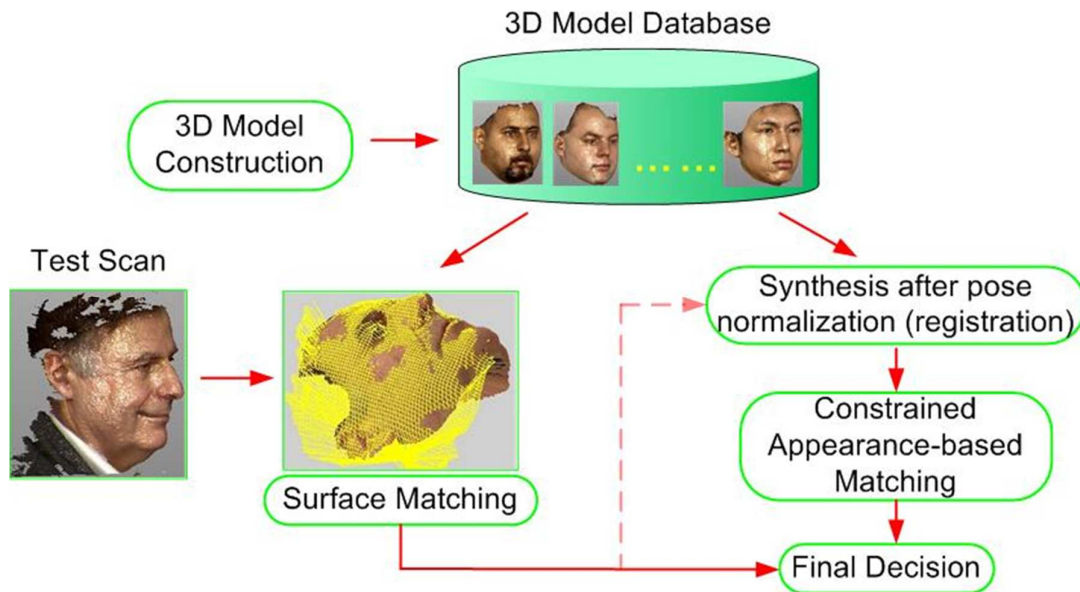 3D Model Database
3D Model
Construction
Test Scan
Synthesis after pose
normalization (registration)
Constrained
Appearance-based
Matching
Surface Matching
Final Decision